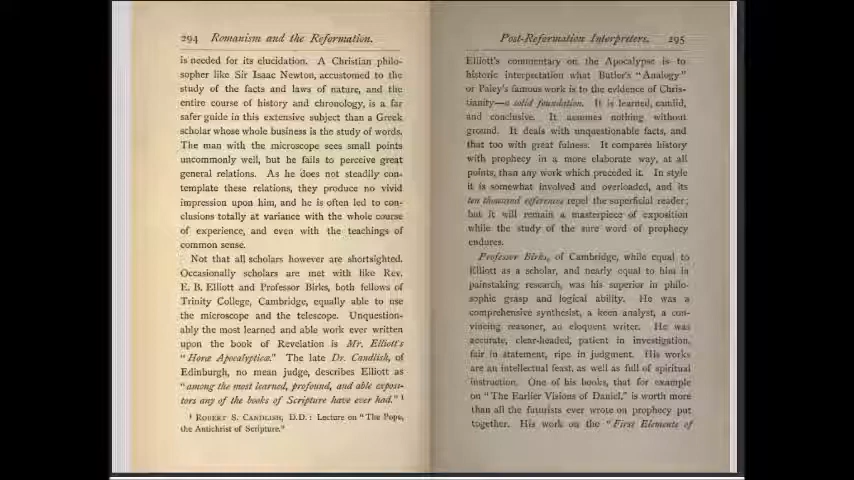 294 Romanism and the Reformation.
is needed for its elucidation. A Christian philo-
sopher like Sir Isaac Newton, accustomed to the
study of the facts and laws of nature, and the
entire course of history and chronology, is a far
safer guide in this extensive subject than a Greek
scholar whose whole business is the study of words.
The man with the microscope sees small points
uncommonly well, but he fails to perceive great
general relations. As he does not steadily con-
template these relations, they produce no vivid
impression upon him, and he is often led to con-
clusions totally at variance with the whole course
of experience, and even with the teachings of
common sense.
Not that all scholars however are shortsighted.
Occasionally scholars are met with like Rev.
E. B. Elliott and Professor Birks, both fellows of
Trinity College, Cambridge, equally able to use
the microscope and the telescope. Unquestion-
ably the most learned and able work ever written
upon the book of Revelation is Mr. Elliott's
"Horæ Apocalypticæ." The late Dr. Candlish, of
Edinburgh, no mean judge, describes Elliott as
"among the most learned, profound, and able exposi-
tors any of the books of Scripture have ever had." ¹
¹ ROBERT S. CANDLISH, D.D. : Lecture on "The Pope,
the Antichrist of Scripture."
Post-Reformation Interpreters. 295
Elliott's commentary on the Apocalypse is to
historic interpretation what Butler's "Analogy"
or Paley's famous work is to the evidence of Chris-
tianity—a solid foundation. It is learned, candid,
and conclusive. It assumes nothing without
ground. It deals with unquestionable facts, and
that too with great fulness. It compares history
with prophecy in a more elaborate way, at all
points, than any work which preceded it. In style
it is somewhat involved and overloaded, and its
ten thousand references repel the superficial reader;
but it will remain a masterpiece of exposition
while the study of the sure word of prophecy
endures.
Professor Birks, of Cambridge, while equal to
Elliott as a scholar, and nearly equal to him in
painstaking research, was his superior in philo-
sophic grasp and logical ability. He was a
comprehensive synthesist, a keen analyst, a con-
vincing reasoner, an eloquent writer. He was
accurate, clear-headed, patient in investigation,
fair in statement, ripe in judgment. His works
are an intellectual feast, as well as full of spiritual
instruction. One of his books, that for example
on "The Earlier Visions of Daniel," is worth more
than all the futurists ever wrote on prophecy put
together. His work on the "First Elements of